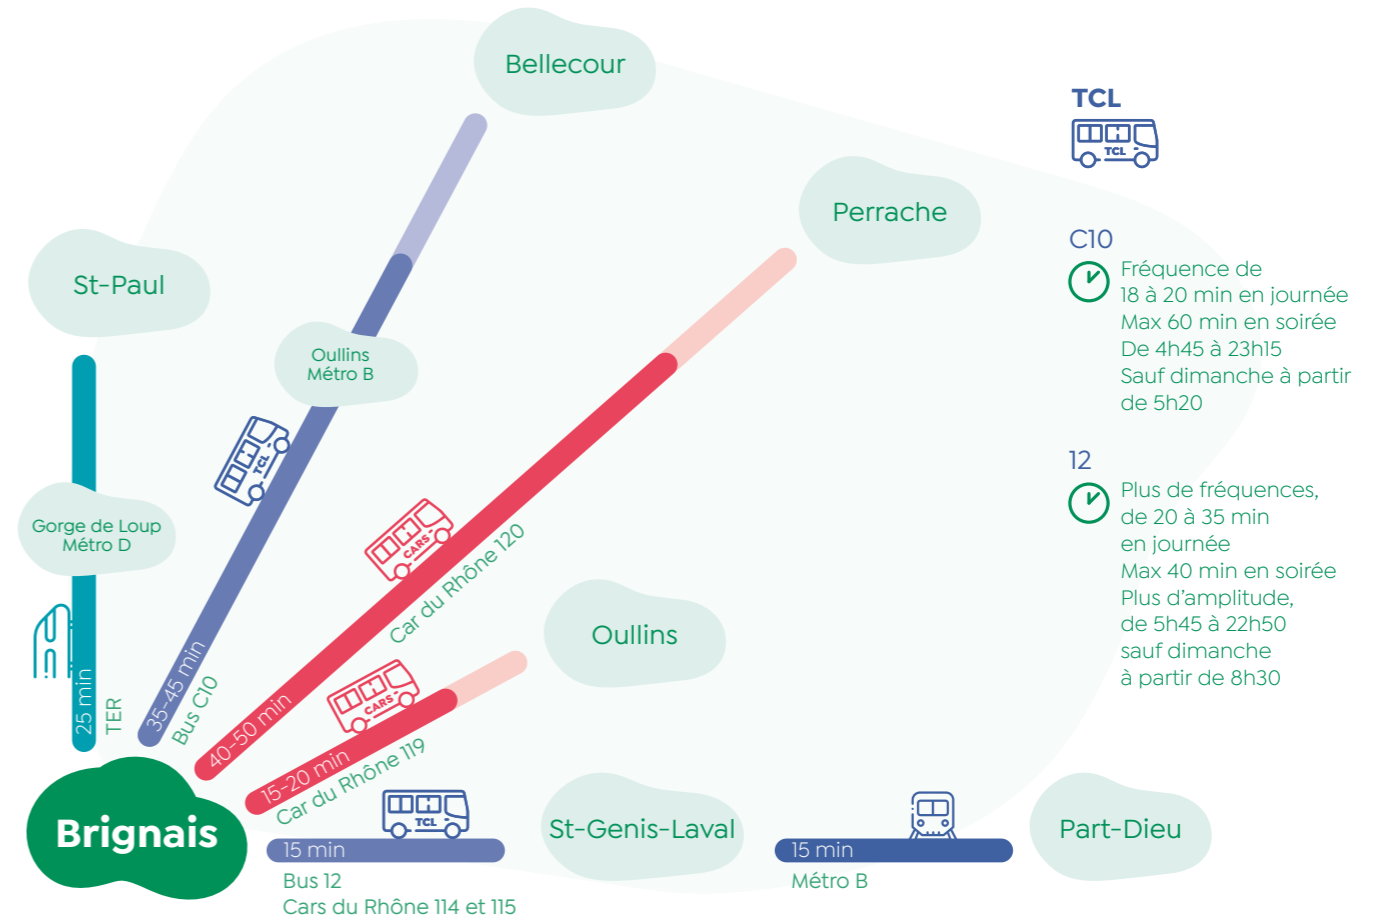 Bellecour
TCL
TCL
Perrache
C10
Fréquence de
18 à 20 min en journée
Max 60 min en soirée
De 4h45 à 23h15
Sauf dimanche à partir
de 5h20
St-Paul
Oullins
Métro B
TCL
12
Plus de fréquences,
de 20 à 35 min
en journée
Max 40 min en soirée
Plus d'amplitude,
de 5h45 à 22h50
sauf dimanche
à partir de 8h30
Gorge de Loup
Métro D
CARS
Car du Rhône 120
Oullins
25 min
TER
35-45 min
Bus C10
40-50 min
CARS
15-20 min
Car du Rhône 119
Brignais
TCL
15 min
Bus 12
Cars du Rhône 114 et 115
St-Genis-Laval
15 min
Métro B
Part-Dieu